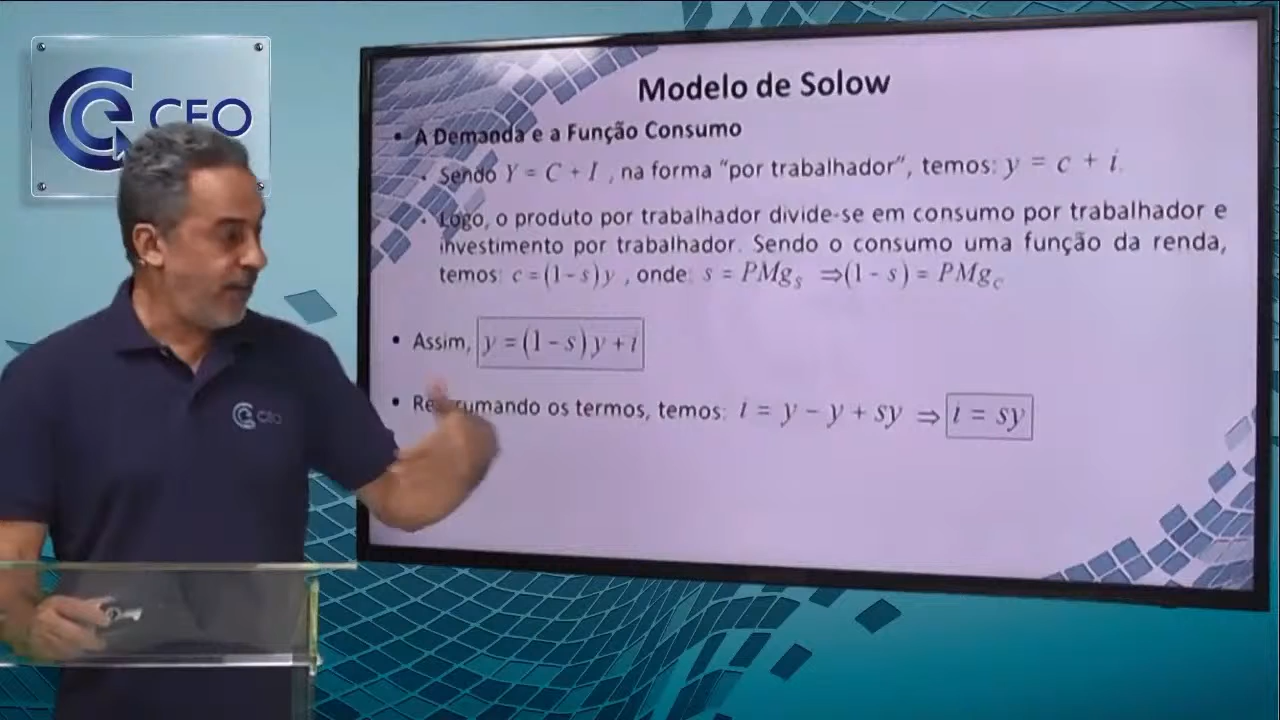 CEO
Modelo de Solow
• A Demanda e a Função Consumo
Sendo Y = C + I , na forma “por trabalhador”, temos: y = c + i.
Logo, o produto por trabalhador divide-se em consumo por trabalhador e
investimento por trabalhador. Sendo o consumo uma função da renda,
temos: c = (1 – s) y , onde: s = PMg_s ⇒ (1 - s) = PMg_c
• Assim, y = (1 – s) y + i
• os termos, temos: i = y – y + sy ⇒ i = sy
CEO